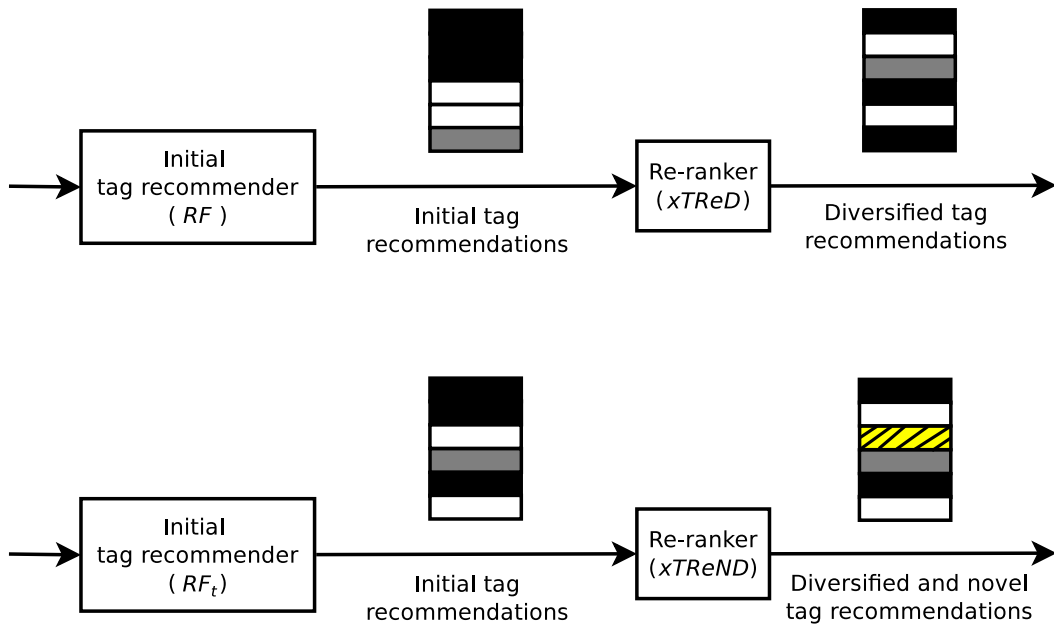 Initial
tag recommender
( RF )
Initial tag
recommendations
Re-ranker
(xTReD)
Diversified tag
recommendations
Initial
tag recommender
( RFₜ)
Initial tag
recommendations
Re-ranker
(xTReND)
Diversified and novel
tag recommendations